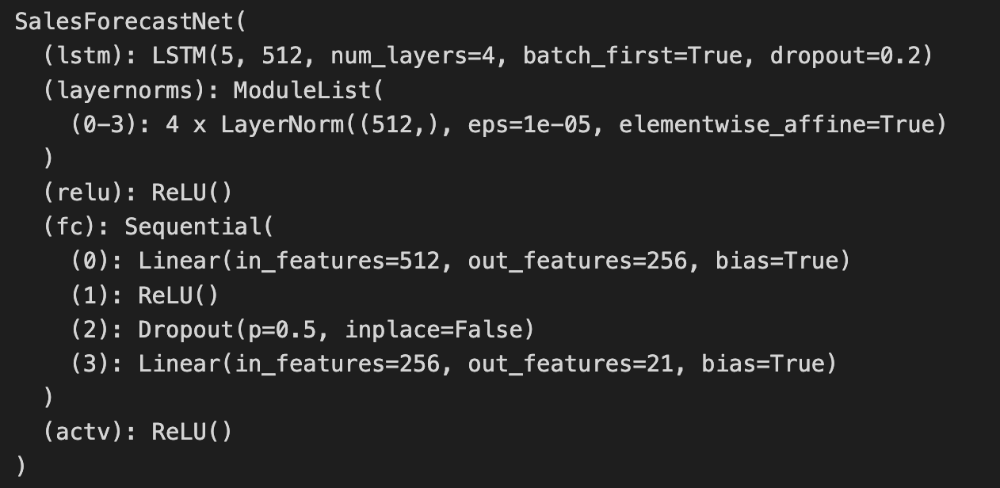 SalesForecastNet(
  (lstm): LSTM(5, 512, num_layers=4, batch_first=True, dropout=0.2)
  (layernorms): ModuleList(
    (0-3): 4 x LayerNorm((512,), eps=1e-05, elementwise_affine=True)
  )
  (relu): ReLU()
  (fc): Sequential(
    (0): Linear(in_features=512, out_features=256, bias=True)
    (1): ReLU()
    (2): Dropout(p=0.5, inplace=False)
    (3): Linear(in_features=256, out_features=21, bias=True)
  )
  (actv): ReLU()
)